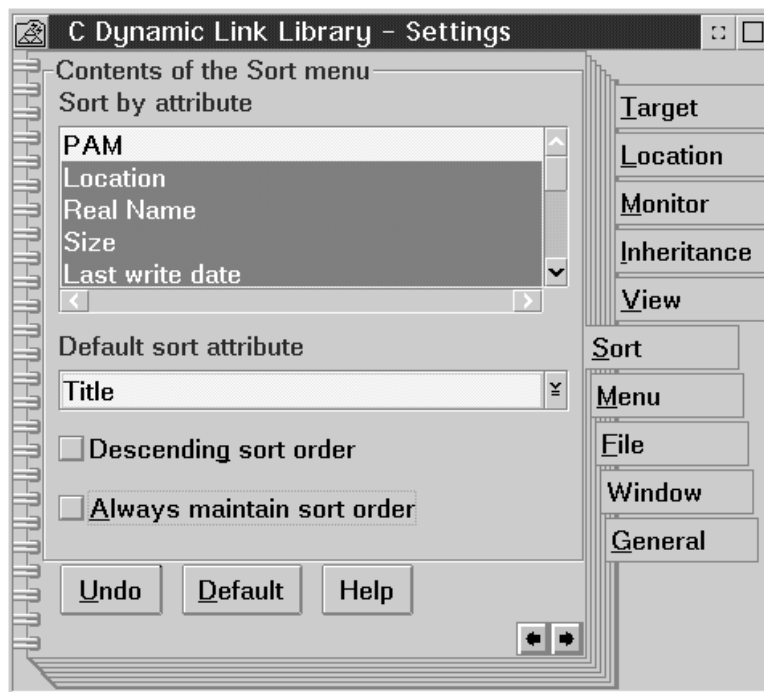 C Dynamic Link Library - Settings
Contents of the Sort menu
Sort by attribute
PAM
Location
Real Name
Size
Last write date
Default sort attribute
Title
Descending sort order
Always maintain sort order
Undo
Default
Help
Target
Location
Monitor
Inheritance
View
Sort
Menu
File
Window
General